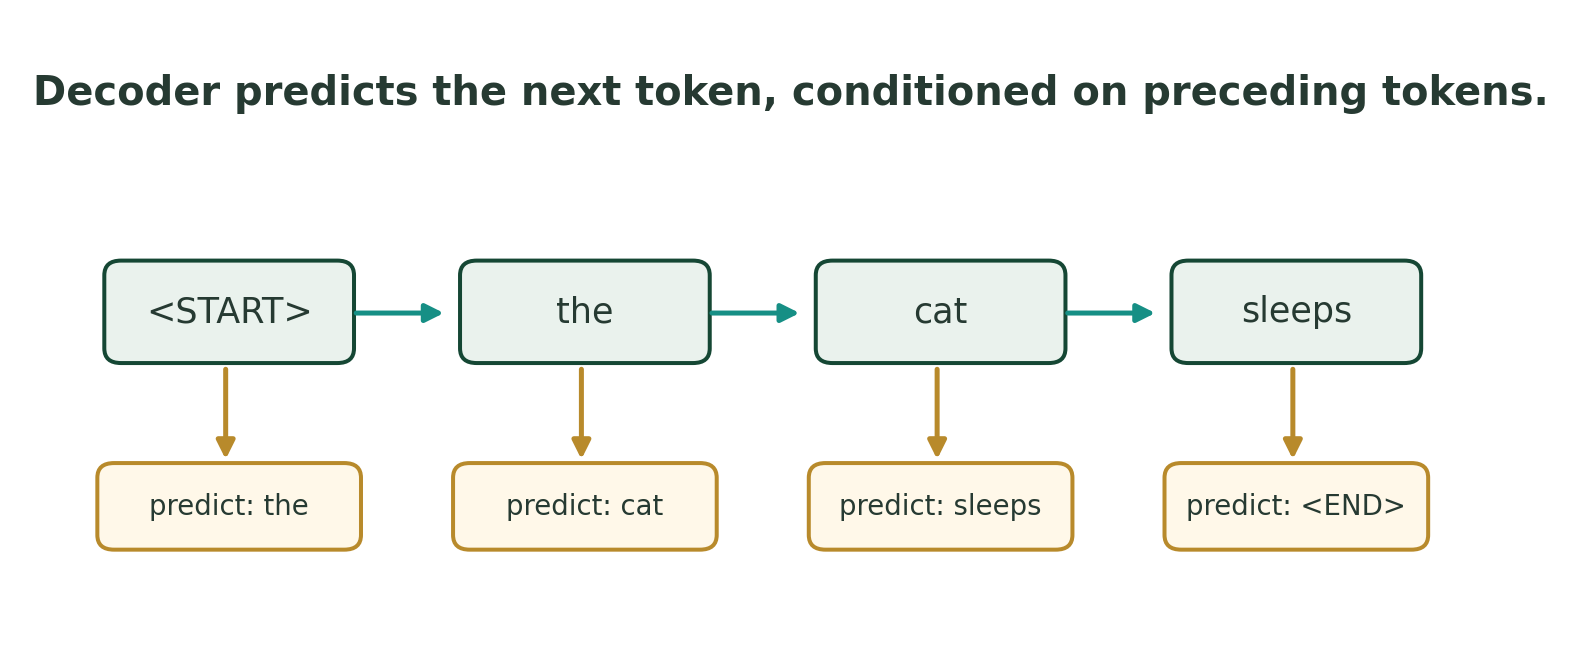 Decoder predicts the next token, conditioned on preceding tokens.
<START>
the
cat
sleeps
predict: the
predict: cat
predict: sleeps
predict: <END>